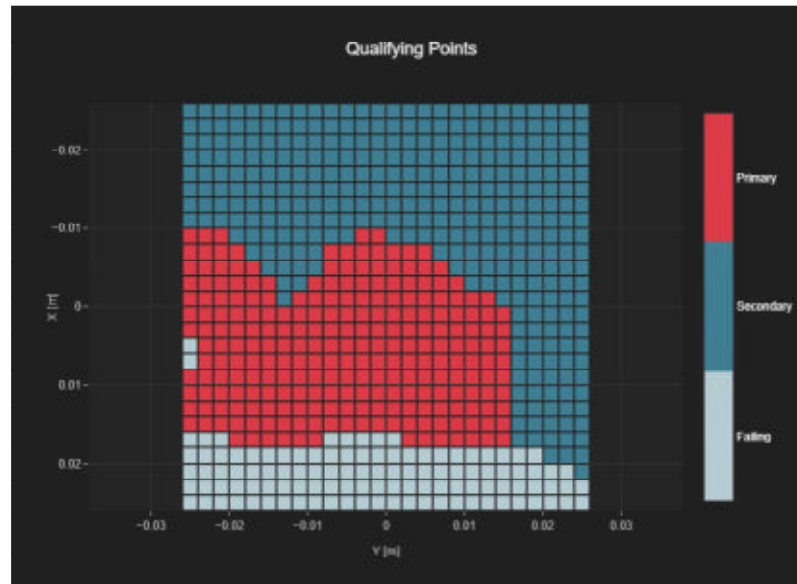 Qualifying Points
−0.02
−0.01
0
0.01
0.02
X [m]
−0.03
−0.02
−0.01
0
0.01
0.02
0.03
Y [m]
Primary
Secondary
Failing